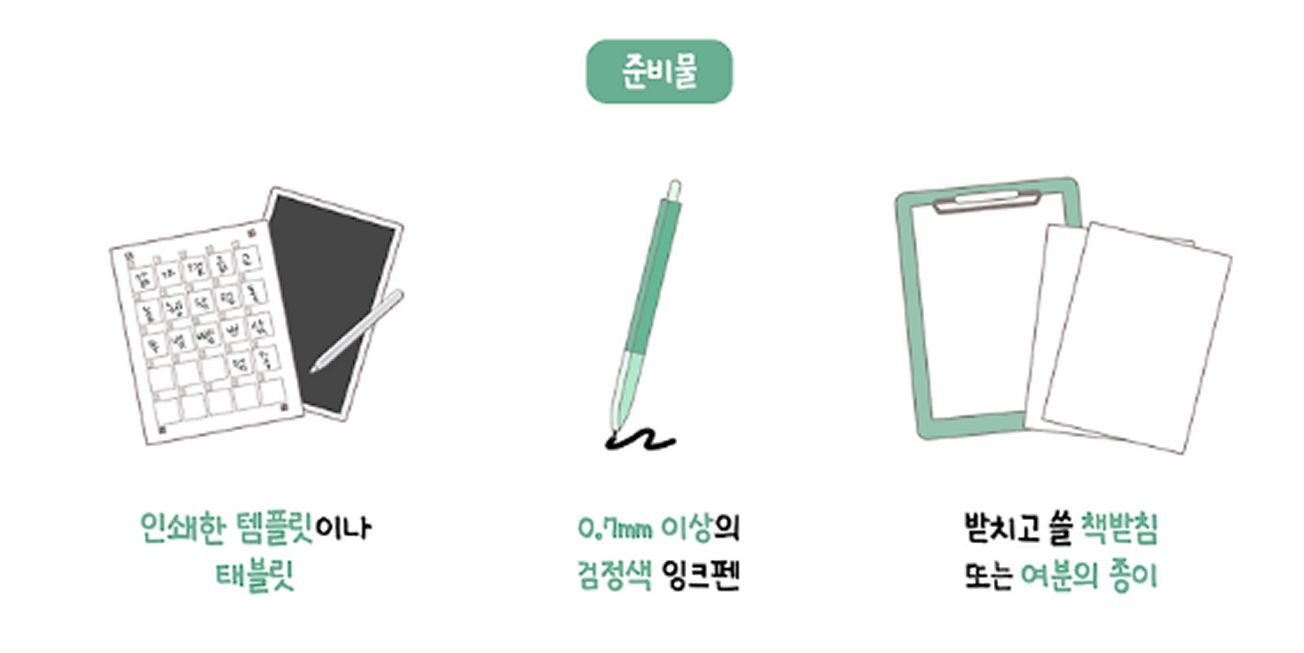 준비물
인쇄한 템플릿이나
태블릿
0.7mm 이상의
검정색 잉크펜
받치고 쓸 책받침
또는 여분의 종이